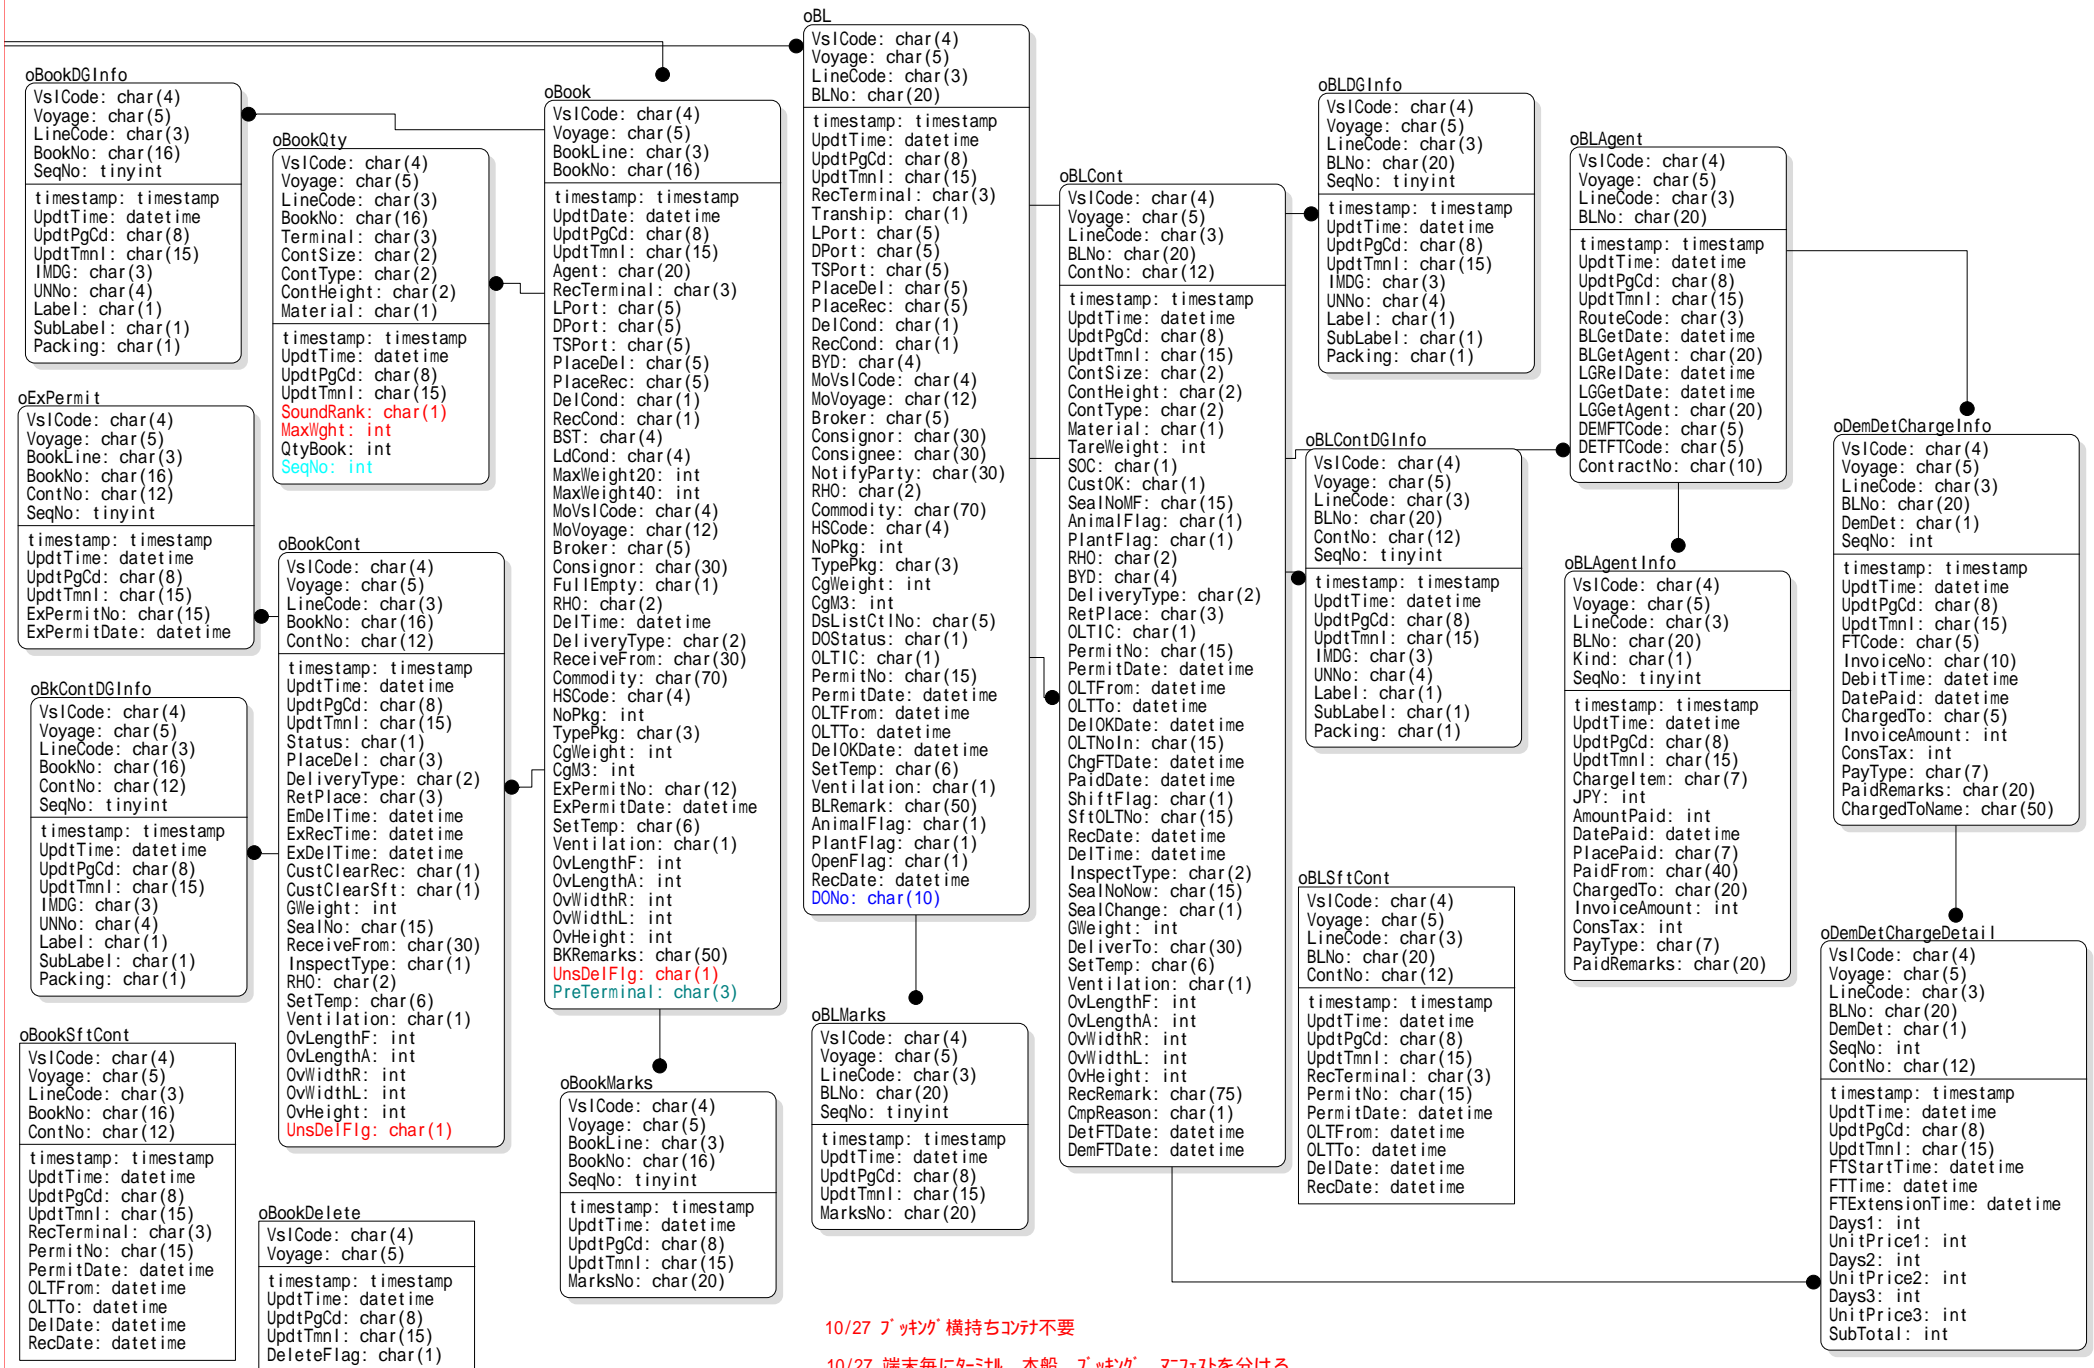 oBookDGInfo
VslCode: char(4)
Voyage: char(5)
LineCode: char(3)
BookNo: char(16)
SeqNo: tinyint
timestamp: timestamp
UpdtTime: datetime
UpdtPgCd: char(8)
UpdtTmnl: char(15)
IMDG: char(3)
UNNo: char(4)
Label: char(1)
SubLabel: char(1)
Packing: char(1)
oExPermit
VslCode: char(4)
Voyage: char(5)
BookLine: char(3)
BookNo: char(16)
ContNo: char(12)
SeqNo: tinyint
timestamp: timestamp
UpdtTime: datetime
UpdtPgCd: char(8)
UpdtTmnl: char(15)
ExPermitNo: char(15)
ExPermitDate: datetime
oBkContDGInfo
VslCode: char(4)
Voyage: char(5)
LineCode: char(3)
BookNo: char(16)
ContNo: char(12)
SeqNo: tinyint
timestamp: timestamp
UpdtTime: datetime
UpdtPgCd: char(8)
UpdtTmnl: char(15)
IMDG: char(3)
UNNo: char(4)
Label: char(1)
SubLabel: char(1)
Packing: char(1)
oBookSftCont
VslCode: char(4)
Voyage: char(5)
LineCode: char(3)
BookNo: char(16)
ContNo: char(12)
timestamp: timestamp
UpdtTime: datetime
UpdtPgCd: char(8)
UpdtTmnl: char(15)
RecTerminal: char(3)
PermitNo: char(15)
PermitDate: datetime
OLTFrom: datetime
OLTTo: datetime
DelDate: datetime
RecDate: datetime
oBookQty
VslCode: char(4)
Voyage: char(5)
LineCode: char(3)
BookNo: char(16)
Terminal: char(3)
ContSize: char(2)
ContType: char(2)
ContHeight: char(2)
Material: char(1)
timestamp: timestamp
UpdtTime: datetime
UpdtPgCd: char(8)
UpdtTmnl: char(15)
SoundRank: char(1)
MaxWght: int
QtyBook: int
SeqNo: int
oBookCont
VslCode: char(4)
Voyage: char(5)
LineCode: char(3)
BookNo: char(16)
ContNo: char(12)
timestamp: timestamp
UpdtTime: datetime
UpdtPgCd: char(8)
UpdtTmnl: char(15)
Status: char(1)
PlaceDel: char(3)
DeliveryType: char(2)
RetPlace: char(3)
EmDelTime: datetime
ExRecTime: datetime
ExDelTime: datetime
CustClearRec: char(1)
CustClearSft: char(1)
GWeight: int
SealNo: char(15)
ReceiveFrom: char(30)
InspectType: char(1)
RHO: char(2)
SetTemp: char(6)
Ventilation: char(1)
OvLengthF: int
OvLengthA: int
OvWidthR: int
OvWidthL: int
OvHeight: int
UnsDelFlg: char(1)
oBookDelete
VslCode: char(4)
Voyage: char(5)
timestamp: timestamp
UpdtTime: datetime
UpdtPgCd: char(8)
UpdtTmnl: char(15)
DeleteFlag: char(1)
oBook
VslCode: char(4)
Voyage: char(5)
BookLine: char(3)
BookNo: char(16)
timestamp: timestamp
UpdtDate: datetime
UpdtPgCd: char(8)
UpdtTmnl: char(15)
Agent: char(20)
RecTerminal: char(3)
LPort: char(5)
DPort: char(5)
TSPort: char(5)
PlaceDel: char(5)
PlaceRec: char(5)
DelCond: char(1)
RecCond: char(1)
BST: char(4)
LdCond: char(4)
MaxWeight20: int
MaxWeight40: int
MoVslCode: char(4)
MoVoyage: char(12)
Broker: char(5)
Consignor: char(30)
FullEmpty: char(1)
RHO: char(2)
DelTime: datetime
DeliveryType: char(2)
ReceiveFrom: char(30)
Commodity: char(70)
HSCode: char(4)
NoPkg: int
TypePkg: char(3)
CgWeight: int
CgM3: int
ExPermitNo: char(12)
ExPermitDate: datetime
SetTemp: char(6)
Ventilation: char(1)
OvLengthF: int
OvLengthA: int
OvWidthR: int
OvWidthL: int
OvHeight: int
BKRemarks: char(50)
UnsDelFlg: char(1)
PreTerminal: char(3)
oBookMarks
VslCode: char(4)
Voyage: char(5)
BookLine: char(3)
BookNo: char(16)
SeqNo: tinyint
timestamp: timestamp
UpdtTime: datetime
UpdtPgCd: char(8)
UpdtTmnl: char(15)
MarksNo: char(20)
oBL
VslCode: char(4)
Voyage: char(5)
LineCode: char(3)
BLNo: char(20)
timestamp: timestamp
UpdtTime: datetime
UpdtPgCd: char(8)
UpdtTmnl: char(15)
RecTerminal: char(3)
Tranship: char(1)
LPort: char(5)
DPort: char(5)
TSPort: char(5)
PlaceDel: char(5)
PlaceRec: char(5)
DelCond: char(1)
RecCond: char(1)
BYD: char(4)
MoVslCode: char(4)
MoVoyage: char(12)
Broker: char(5)
Consignor: char(30)
Consignee: char(30)
NotifyParty: char(30)
RHO: char(2)
Commodity: char(70)
HSCode: char(4)
NoPkg: int
TypePkg: char(3)
CgWeight: int
CgM3: int
DsListCtlNo: char(5)
DOStatus: char(1)
OLTIC: char(1)
PermitNo: char(15)
PermitDate: datetime
OLTFrom: datetime
OLTTo: datetime
DelOKDate: datetime
SetTemp: char(6)
Ventilation: char(1)
BLRemark: char(50)
AnimalFlag: char(1)
PlantFlag: char(1)
OpenFlag: char(1)
RecDate: datetime
DONo: char(10)
oBLMarks
VslCode: char(4)
Voyage: char(5)
LineCode: char(3)
BLNo: char(20)
SeqNo: tinyint
timestamp: timestamp
UpdtTime: datetime
UpdtPgCd: char(8)
UpdtTmnl: char(15)
MarksNo: char(20)
oBLCont
VslCode: char(4)
Voyage: char(5)
LineCode: char(3)
BLNo: char(20)
ContNo: char(12)
timestamp: timestamp
UpdtTime: datetime
UpdtPgCd: char(8)
UpdtTmnl: char(15)
ContSize: char(2)
ContHeight: char(2)
ContType: char(2)
Material: char(1)
TareWeight: int
SOC: char(1)
CustOK: char(1)
SealNoMF: char(15)
AnimalFlag: char(1)
PlantFlag: char(1)
RHO: char(2)
BYD: char(4)
DeliveryType: char(2)
RetPlace: char(3)
OLTIC: char(1)
PermitNo: char(15)
PermitDate: datetime
OLTFrom: datetime
OLTTo: datetime
DelOKDate: datetime
OLTNoIn: char(15)
ChgFTDate: datetime
PaidDate: datetime
ShiftFlag: char(1)
SftOLTNo: char(15)
RecDate: datetime
DelTime: datetime
InspectType: char(2)
SealNoNow: char(15)
SealChange: char(1)
GWeight: int
DeliverTo: char(30)
SetTemp: char(6)
Ventilation: char(1)
OvLengthF: int
OvLengthA: int
OvWidthR: int
OvWidthL: int
OvHeight: int
RecRemark: char(75)
CmpReason: char(1)
DetFTDate: datetime
DemFTDate: datetime
oBLDGInfo
VslCode: char(4)
Voyage: char(5)
LineCode: char(3)
BLNo: char(20)
SeqNo: tinyint
timestamp: timestamp
UpdtTime: datetime
UpdtPgCd: char(8)
UpdtTmnl: char(15)
IMDG: char(3)
UNNo: char(4)
Label: char(1)
SubLabel: char(1)
Packing: char(1)
oBLContDGInfo
VslCode: char(4)
Voyage: char(5)
LineCode: char(3)
BLNo: char(20)
ContNo: char(12)
SeqNo: tinyint
timestamp: timestamp
UpdtTime: datetime
UpdtPgCd: char(8)
UpdtTmnl: char(15)
IMDG: char(3)
UNNo: char(4)
Label: char(1)
SubLabel: char(1)
Packing: char(1)
oBLSftCont
VslCode: char(4)
Voyage: char(5)
LineCode: char(3)
BLNo: char(20)
ContNo: char(12)
timestamp: timestamp
UpdtTime: datetime
UpdtPgCd: char(8)
UpdtTmnl: char(15)
RecTerminal: char(3)
PermitNo: char(15)
PermitDate: datetime
OLTFrom: datetime
OLTTo: datetime
DelDate: datetime
RecDate: datetime
oBLAgent
VslCode: char(4)
Voyage: char(5)
LineCode: char(3)
BLNo: char(20)
timestamp: timestamp
UpdtTime: datetime
UpdtPgCd: char(8)
UpdtTmnl: char(15)
RouteCode: char(3)
BLGetDate: datetime
BLGetAgent: char(20)
LGRelDate: datetime
LGGetDate: datetime
LGGetAgent: char(20)
DEMFTCode: char(5)
DETFTCode: char(5)
ContractNo: char(10)
oBLAgentInfo
VslCode: char(4)
Voyage: char(5)
LineCode: char(3)
BLNo: char(20)
Kind: char(1)
SeqNo: tinyint
timestamp: timestamp
UpdtTime: datetime
UpdtPgCd: char(8)
UpdtTmnl: char(15)
ChargeItem: char(7)
JPY: int
AmountPaid: int
DatePaid: datetime
PlacePaid: char(7)
PaidFrom: char(40)
ChargedTo: char(20)
InvoiceAmount: int
ConsTax: int
PayType: char(7)
PaidRemarks: char(20)
oDemDetChargeInfo
VslCode: char(4)
Voyage: char(5)
LineCode: char(3)
BLNo: char(20)
DemDet: char(1)
SeqNo: int
timestamp: timestamp
UpdtTime: datetime
UpdtPgCd: char(8)
UpdtTmnl: char(15)
FTCode: char(5)
InvoiceNo: char(10)
DebitTime: datetime
DatePaid: datetime
ChargedTo: char(5)
InvoiceAmount: int
ConsTax: int
PayType: char(7)
PaidRemarks: char(20)
ChargedToName: char(50)
oDemDetChargeDetail
VslCode: char(4)
Voyage: char(5)
LineCode: char(3)
BLNo: char(20)
DemDet: char(1)
SeqNo: int
ContNo: char(12)
timestamp: timestamp
UpdtTime: datetime
UpdtPgCd: char(8)
UpdtTmnl: char(15)
FTStartTime: datetime
FTTime: datetime
FTExtensionTime: datetime
Days1: int
UnitPrice1: int
Days2: int
UnitPrice2: int
Days3: int
UnitPrice3: int
SubTotal: int
10/27 ﾌﾞｯｷﾝｸﾞ横持ちｺﾝﾃﾅ不要
10/27 端末毎にﾀｰﾐﾅﾙ、本船、ﾌﾞｯｷﾝｸﾞ、ﾏﾆﾌｪｽﾄを分ける